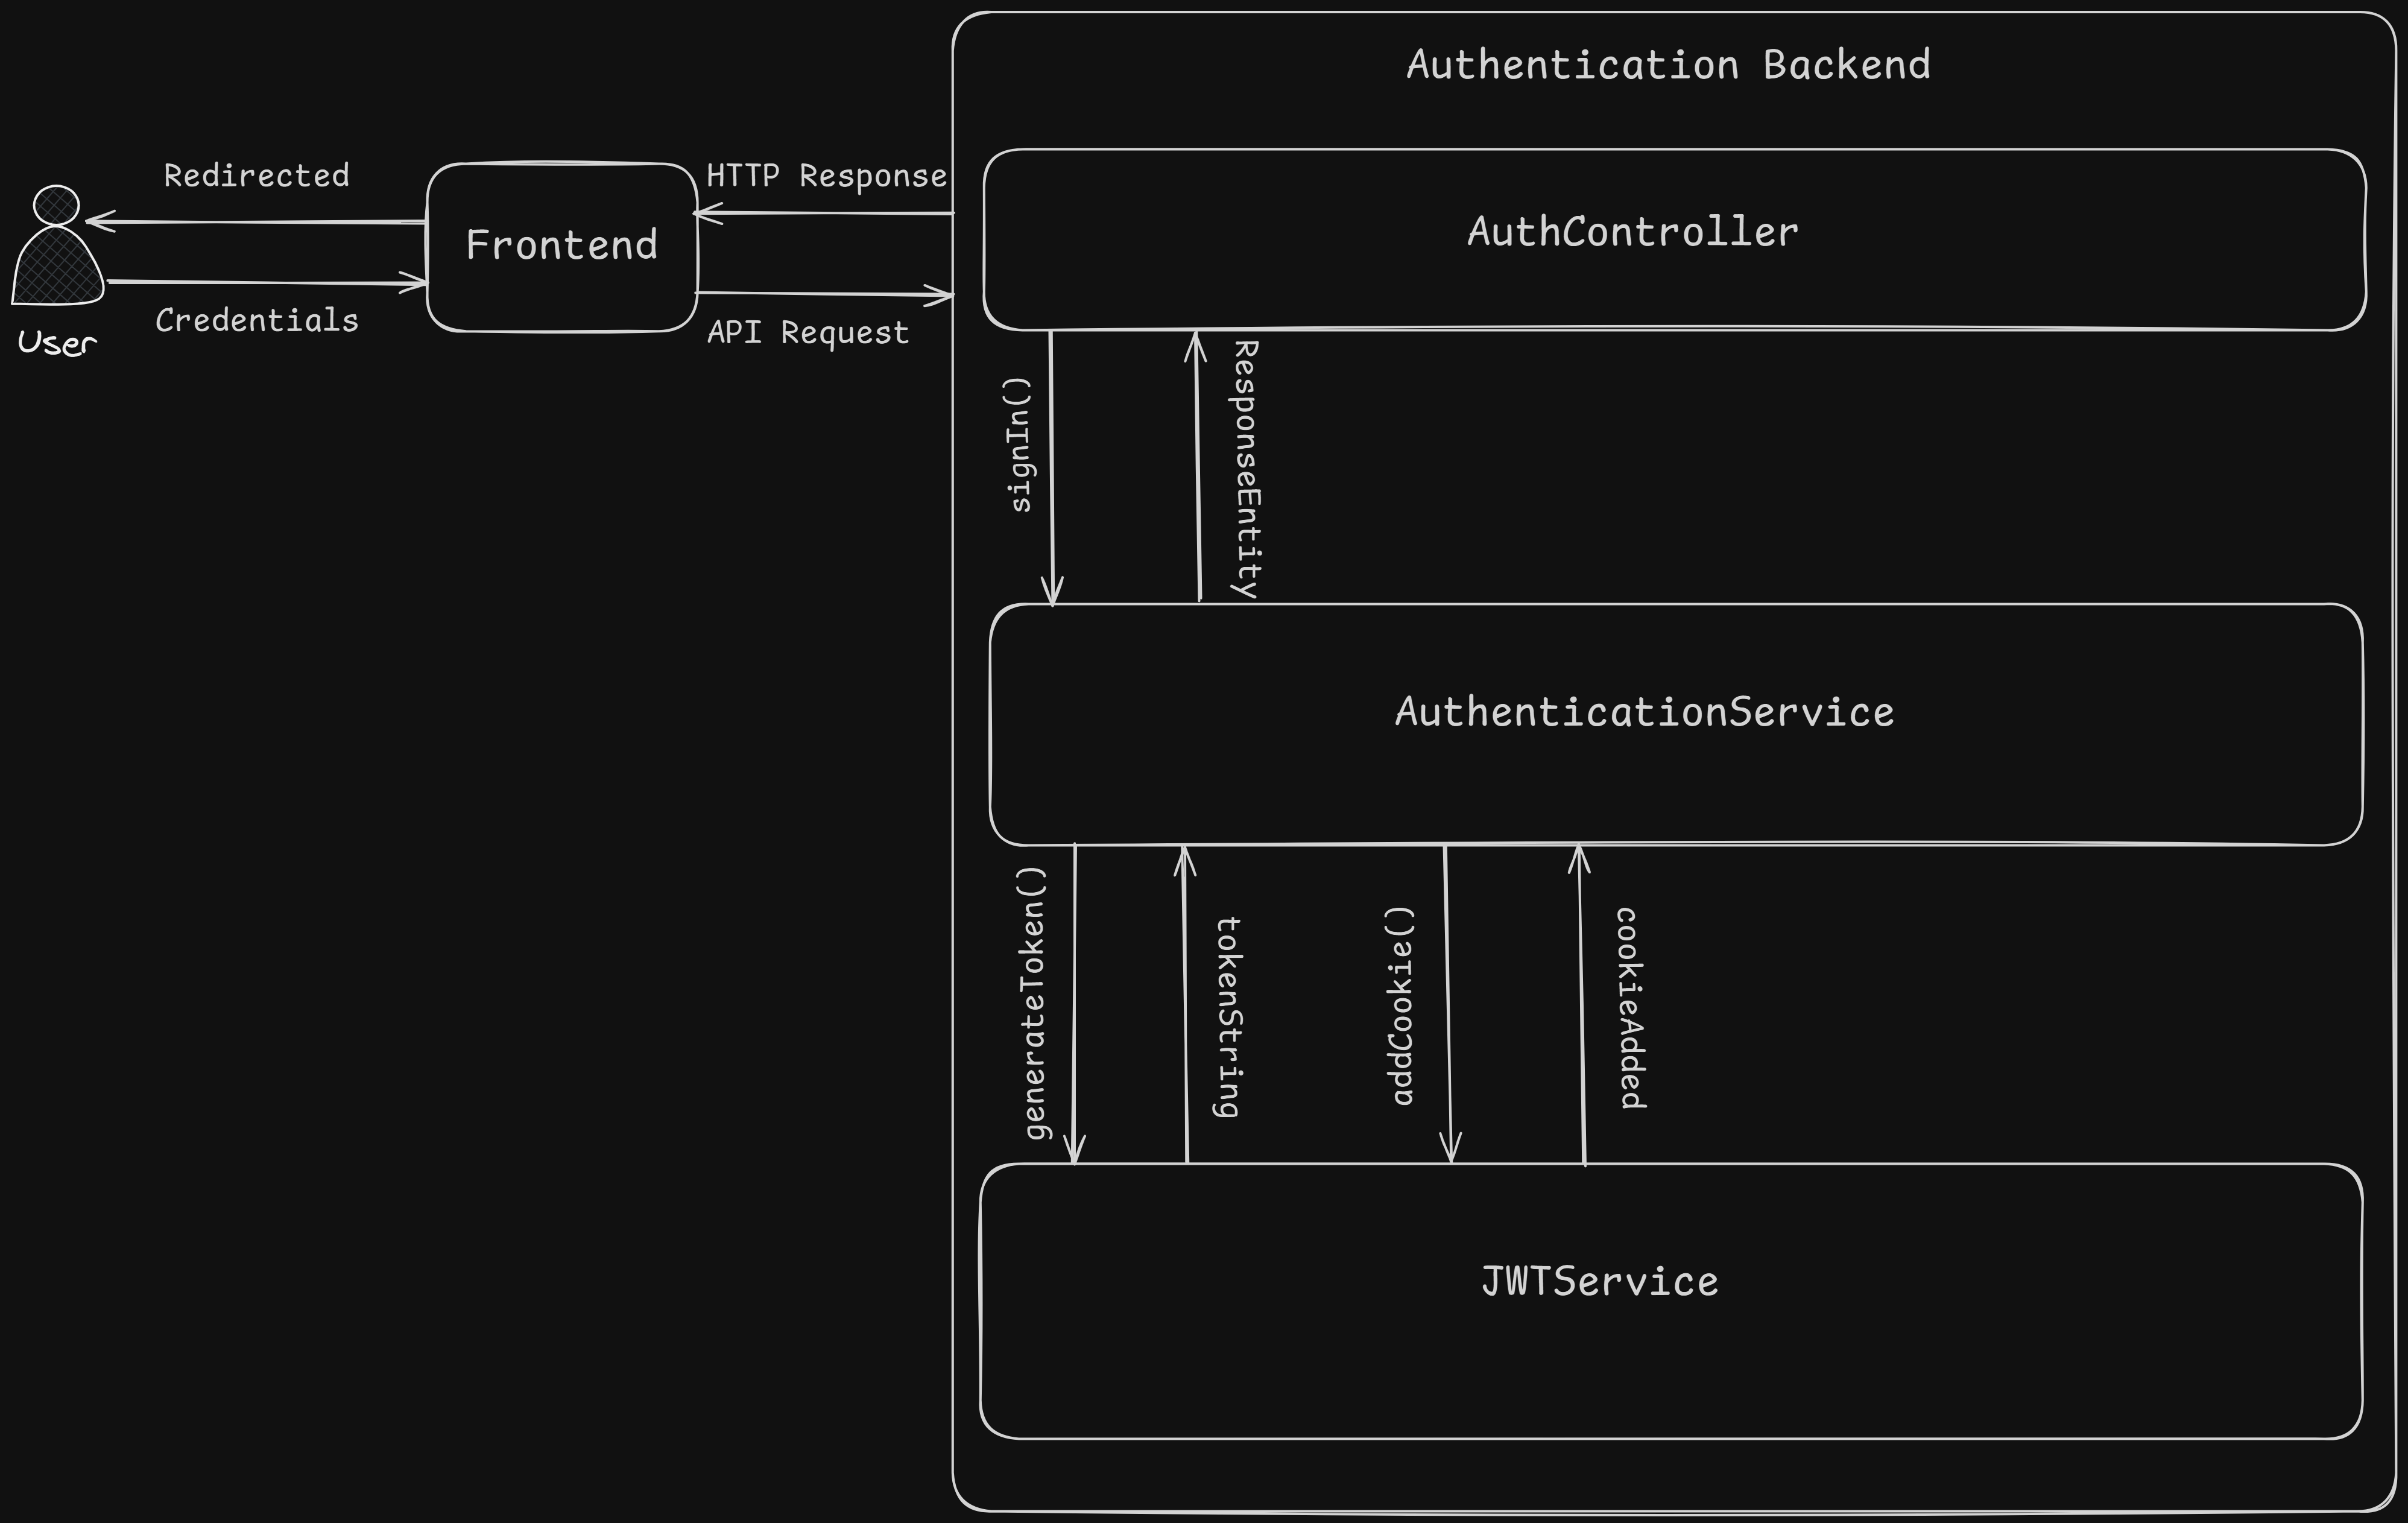 Authentication Backend
Redirected
HTTP Response
AuthController
Frontend
Credentials
API Request
User
signIn()
ResponseEntity
AuthenticationService
generateToken()
tokenString
addCookie()
cookieAdded
JWTService